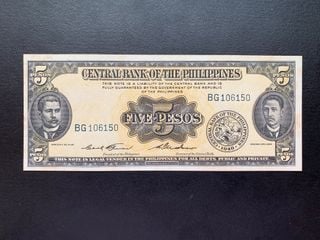 5 CENTRAL BANK OF THE PHILIPPINES 5
THIS NOTE IS A LIABILITY OF THE CENTRAL BANK AND IS
FULLY GUARANTEED BY THE GOVERNMENT OF THE REPUBLIC
OF THE PHILIPPINES
BG106150
5
BG106150
FIVE PESOS
1949
5 THIS NOTE IS LEGAL TENDER IN THE PHILIPPINES FOR ALL DEBTS, PUBLIC AND PRIVATE. 5